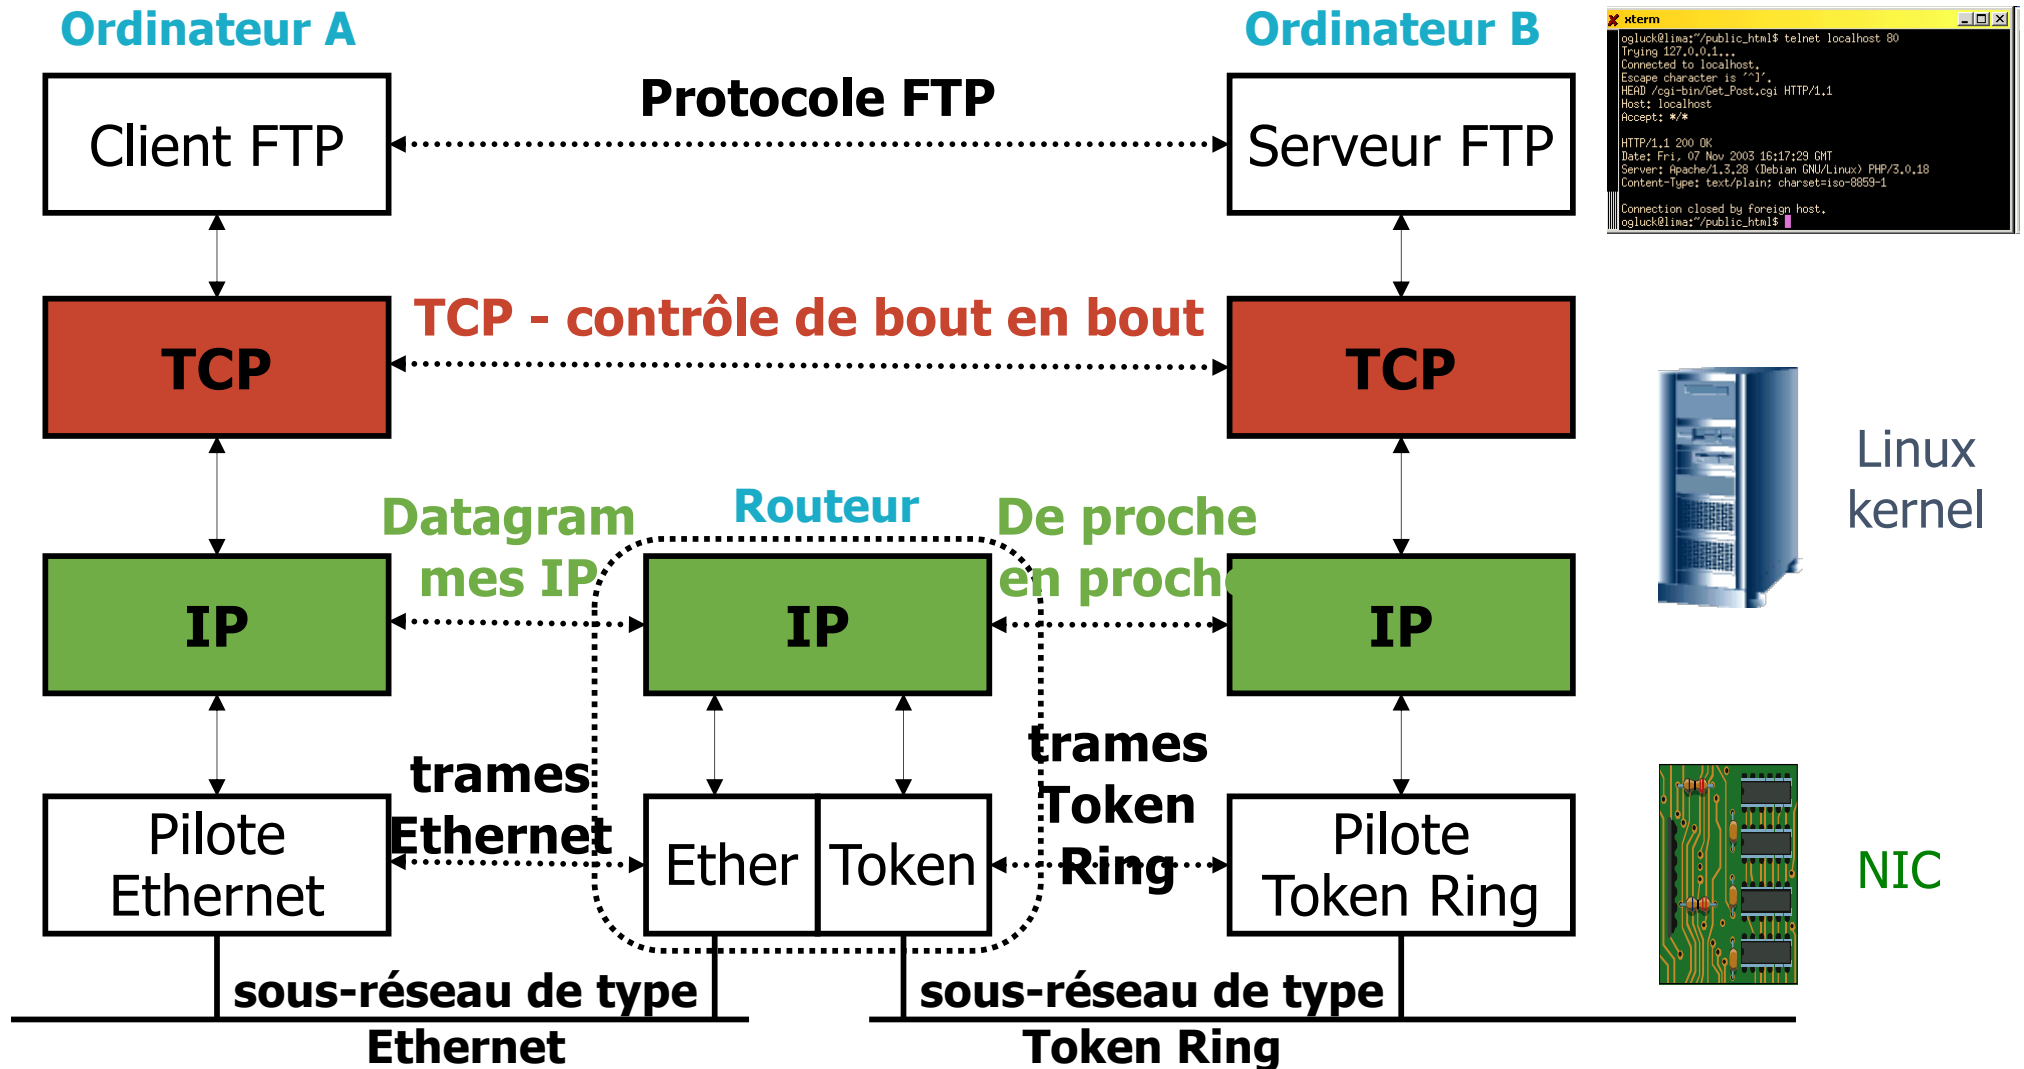 Ordinateur A
Ordinateur B
Protocole FTP
Client FTP
Serveur FTP
xterm
ogluck@lima:~/public_html$ telnet localhost 80
Trying 127.0.0.1...
Connected to localhost.
Escape character is '^]'.
HEAD /cgi-bin/Get_Post.cgi HTTP/1.1
Host: localhost
Accept: */*
HTTP/1.1 200 OK
Date: Fri, 07 Nov 2003 16:17:29 GMT
Server: Apache/1.3.28 (Debian GNU/Linux) PHP/3.0.18
Content-Type: text/plain; charset=iso-8859-1
Connection closed by foreign host.
ogluck@lima:~/public_html$
TCP - contrôle de bout en bout
TCP
TCP
Linux
kernel
Datagram
mes IP
Routeur
De proche
en proche
IP
IP
IP
trames
Ethernet
trames
Token
Ring
Pilote
Ethernet
Ether
Token
Pilote
Token Ring
NIC
sous-réseau de type
Ethernet
sous-réseau de type
Token Ring